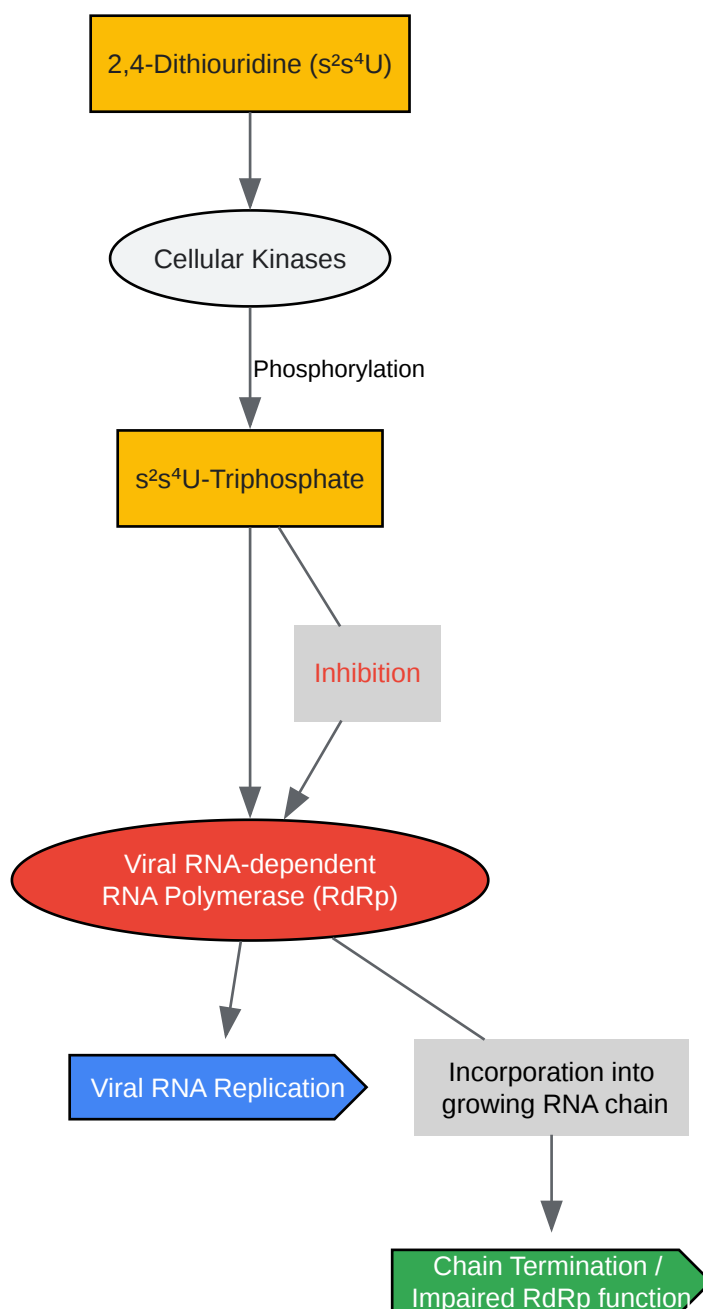 2,4-Dithiouridine (s²s⁴U)
Cellular Kinases
Phosphorylation
s²s⁴U-Triphosphate
Inhibition
Viral RNA-dependent
RNA Polymerase (RdRp)
Viral RNA Replication
Incorporation into
growing RNA chain
Chain Termination /
Impaired RdRp function